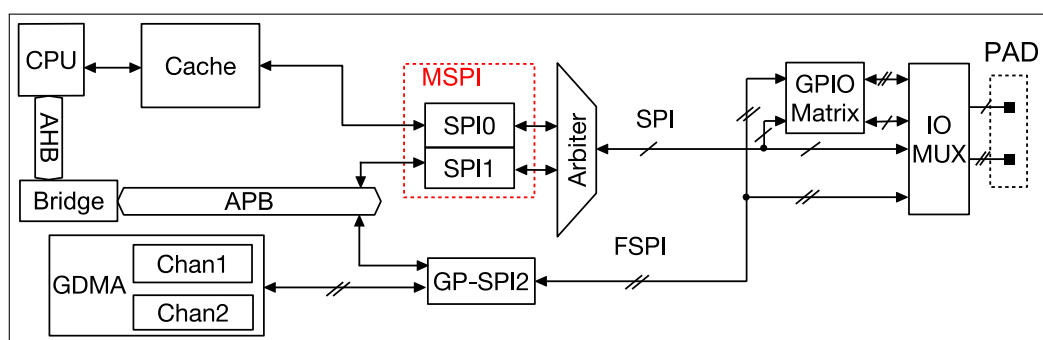 CPU
Cache
MSPI
PAD
GPIO
Matrix
SPI0
SPI
IO
MUX
AHB
SPI1
Arbiter
Bridge
APB
FSPI
GDMA
Chan1
GP-SPI2
Chan2